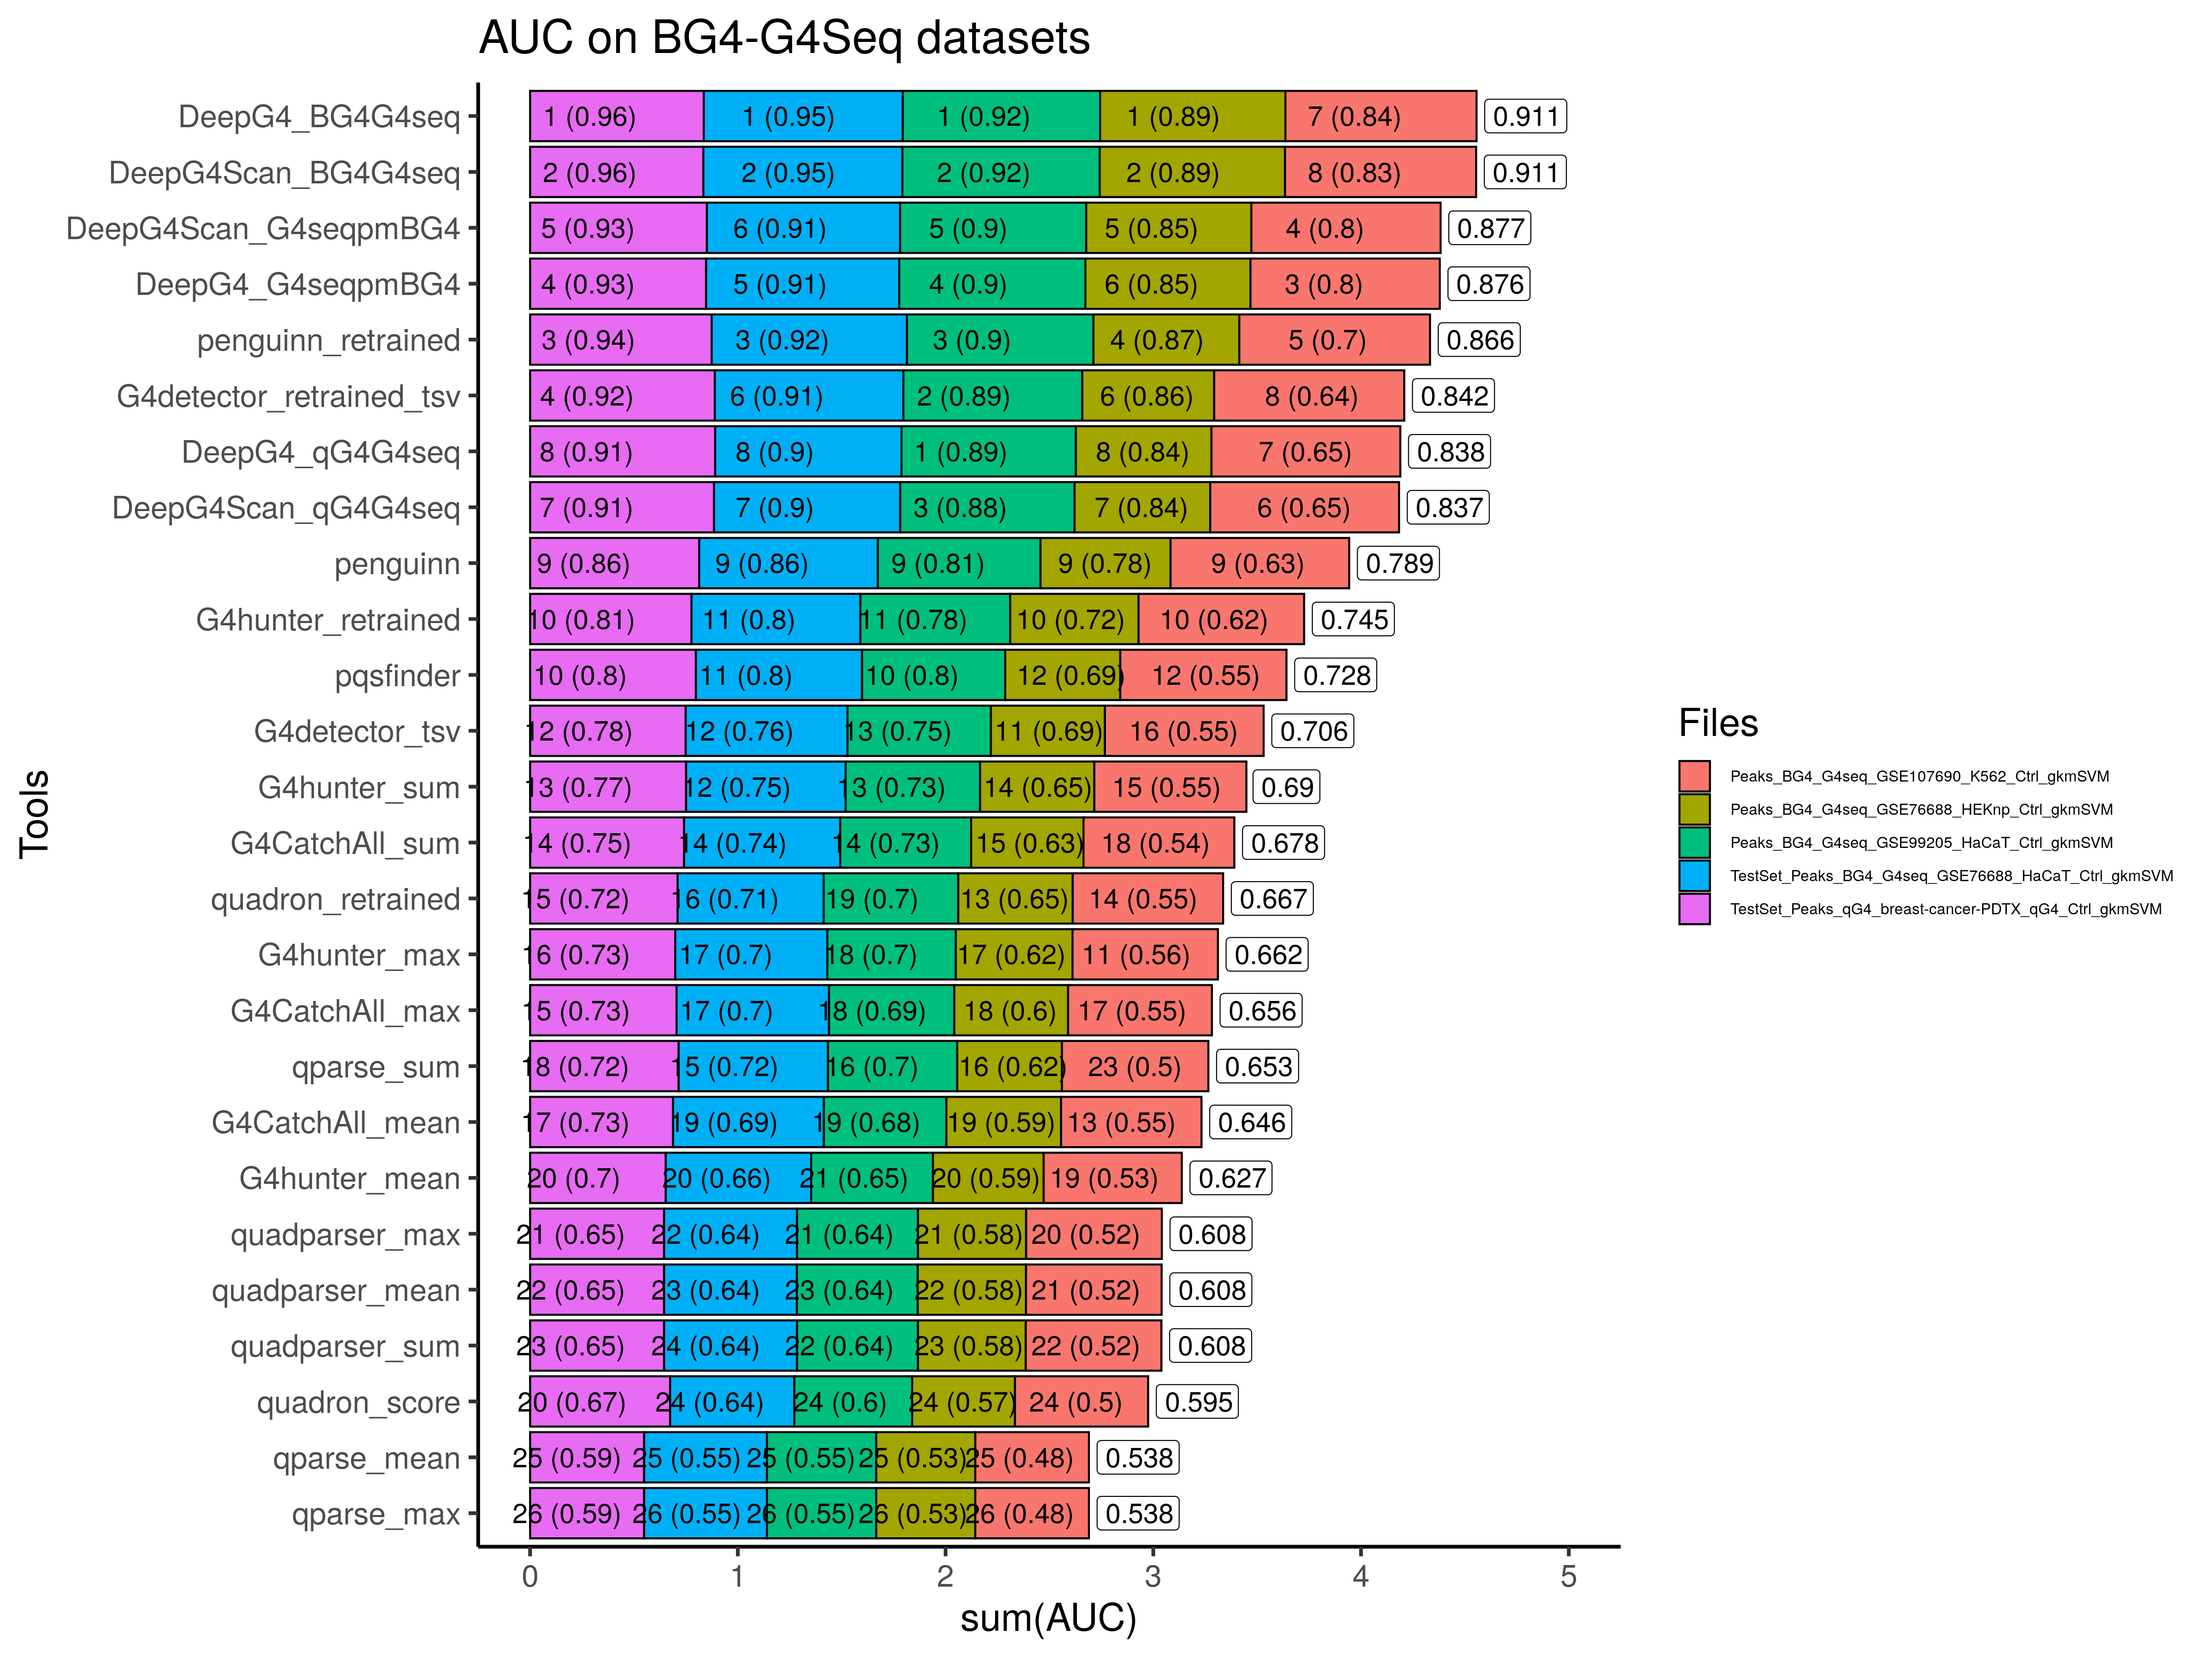 AUC on BG4-G4Seq datasets
DeepG4_BG4G4seq 1 (0.96) 1 (0.95) 1 (0.92) 1 (0.89) 7 (0.84) 0.911
DeepG4Scan_BG4G4seq 2 (0.96) 2 (0.95) 2 (0.92) 2 (0.89) 8 (0.83) 0.911
DeepG4Scan_G4seqpmBG4 5 (0.93) 6 (0.91) 5 (0.9) 5 (0.85) 4 (0.8) 0.877
DeepG4_G4seqpmBG4 4 (0.93) 5 (0.91) 4 (0.9) 6 (0.85) 3 (0.8) 0.876
penguinn_retrained 3 (0.94) 3 (0.92) 3 (0.9) 4 (0.87) 5 (0.7) 0.866
G4detector_retrained_tsv 4 (0.92) 6 (0.91) 2 (0.89) 6 (0.86) 8 (0.64) 0.842
DeepG4_qG4G4seq 8 (0.91) 8 (0.9) 1 (0.89) 8 (0.84) 7 (0.65) 0.838
DeepG4Scan_qG4G4seq 7 (0.91) 7 (0.9) 3 (0.88) 7 (0.84) 6 (0.65) 0.837
penguinn 9 (0.86) 9 (0.86) 9 (0.81) 9 (0.78) 9 (0.63) 0.789
G4hunter_retrained 10 (0.81) 11 (0.8) 11 (0.78) 10 (0.72) 10 (0.62) 0.745
pqsfinder 10 (0.8) 11 (0.8) 10 (0.8) 12 (0.69) 12 (0.55) 0.728
G4detector_tsv 12 (0.78) 12 (0.76) 13 (0.75) 11 (0.69) 16 (0.55) 0.706
G4hunter_sum 13 (0.77) 12 (0.75) 13 (0.73) 14 (0.65) 15 (0.55) 0.69
G4CatchAll_sum 14 (0.75) 14 (0.74) 14 (0.73) 15 (0.63) 18 (0.54) 0.678
quadron_retrained 15 (0.72) 16 (0.71) 19 (0.7) 13 (0.65) 14 (0.55) 0.667
G4hunter_max 16 (0.73) 17 (0.7) 18 (0.7) 17 (0.62) 11 (0.56) 0.662
G4CatchAll_max 15 (0.73) 17 (0.7) 18 (0.69) 18 (0.6) 17 (0.55) 0.656
qparse_sum 18 (0.72) 15 (0.72) 16 (0.7) 16 (0.62) 23 (0.5) 0.653
G4CatchAll_mean 17 (0.73) 19 (0.69) 19 (0.68) 19 (0.59) 13 (0.55) 0.646
G4hunter_mean 20 (0.7) 20 (0.66) 21 (0.65) 20 (0.59) 19 (0.53) 0.627
quadparser_max 21 (0.65) 22 (0.64) 21 (0.64) 21 (0.58) 20 (0.52) 0.608
quadparser_mean 22 (0.65) 23 (0.64) 23 (0.64) 22 (0.58) 21 (0.52) 0.608
quadparser_sum 23 (0.65) 24 (0.64) 22 (0.64) 23 (0.58) 22 (0.52) 0.608
quadron_score 20 (0.67) 24 (0.64) 24 (0.6) 24 (0.57) 24 (0.5) 0.595
qparse_mean 25 (0.59) 25 (0.55) 25 (0.55) 25 (0.53) 25 (0.48) 0.538
qparse_max 26 (0.59) 26 (0.55) 26 (0.55) 26 (0.53) 26 (0.48) 0.538
Tools
0 1 2 3 4 5
sum(AUC)
Files
Peaks_BG4_G4seq_GSE107690_K562_Ctrl_gkmSVM
Peaks_BG4_G4seq_GSE76688_HEKnp_Ctrl_gkmSVM
Peaks_BG4_G4seq_GSE99205_HaCaT_Ctrl_gkmSVM
TestSet_Peaks_BG4_G4seq_GSE76688_HaCaT_Ctrl_gkmSVM
TestSet_Peaks_qG4_breast-cancer-PDTX_qG4_Ctrl_gkmSVM